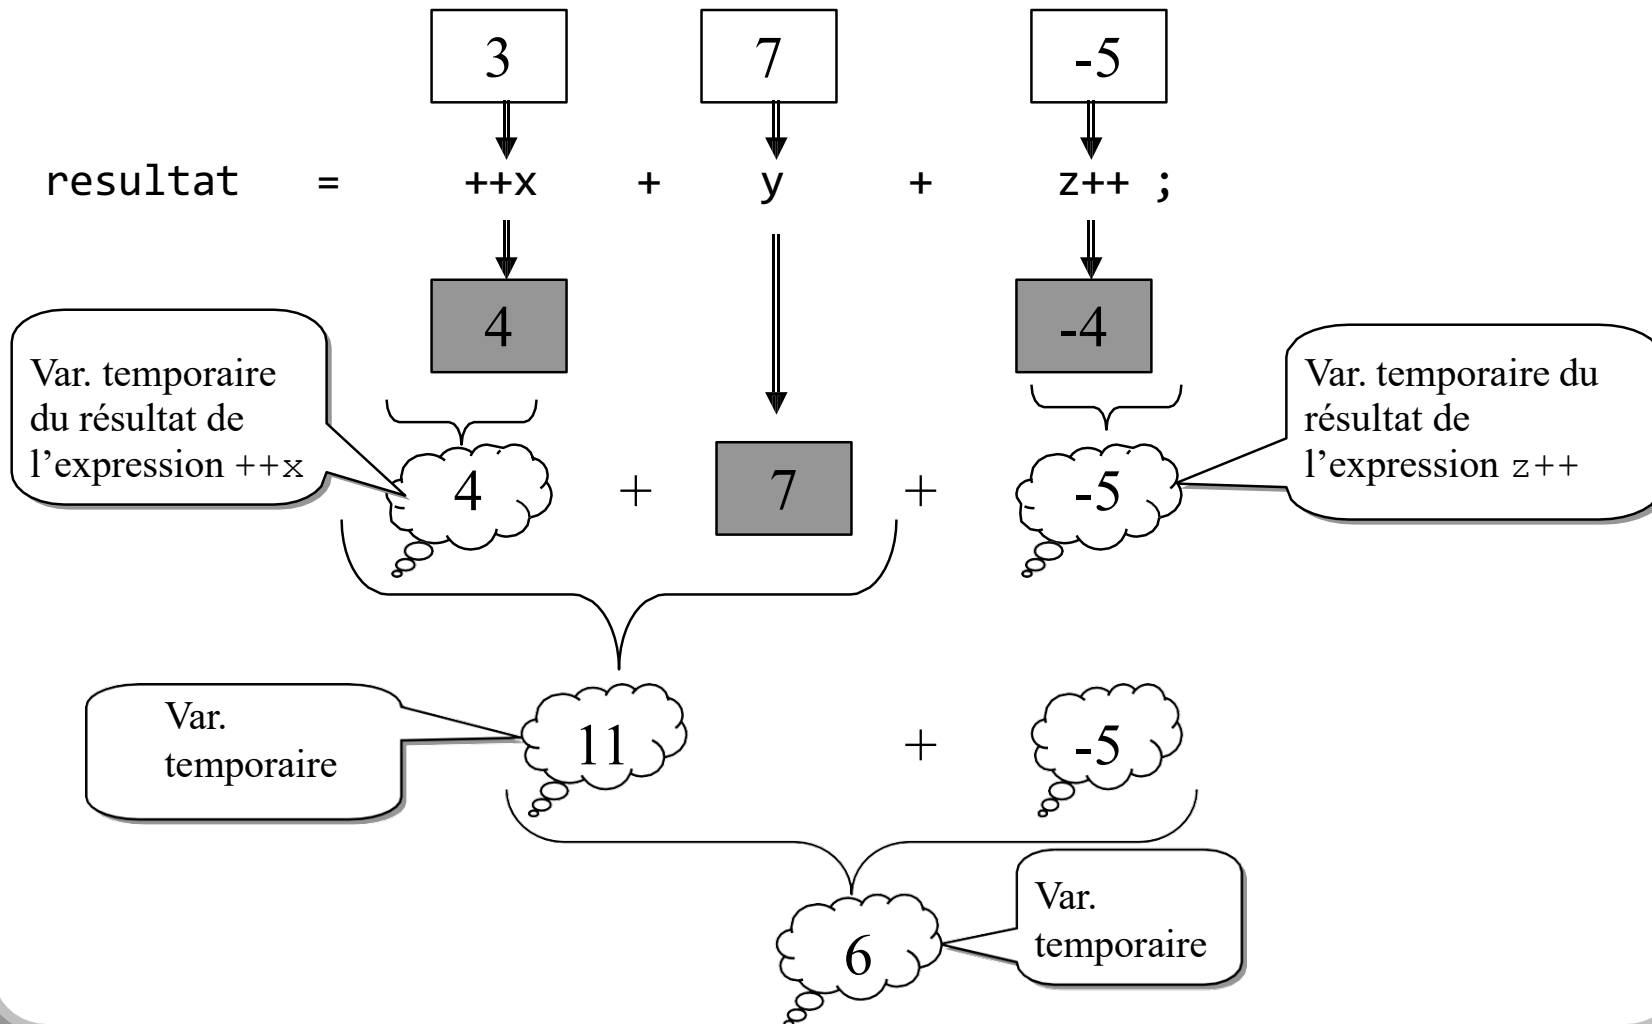 3 7 -5
resultat = ++x + y + z++ ;
4 -4
Var. temporaire
du résultat de
l’expression ++x
Var. temporaire du
résultat de
l’expression z++
4 + 7 + -5
Var.
temporaire
11 + -5
Var.
temporaire
6